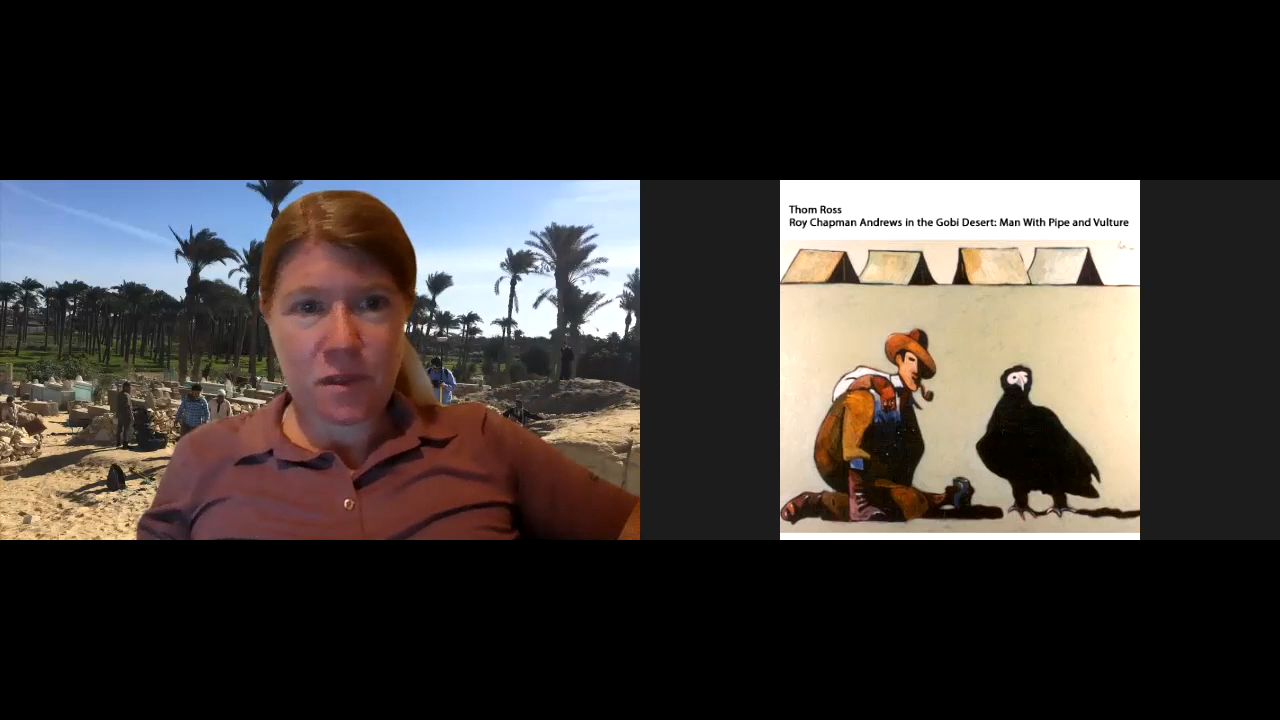 Thom Ross
Roy Chapman Andrews in the Gobi Desert: Man With Pipe and Vulture